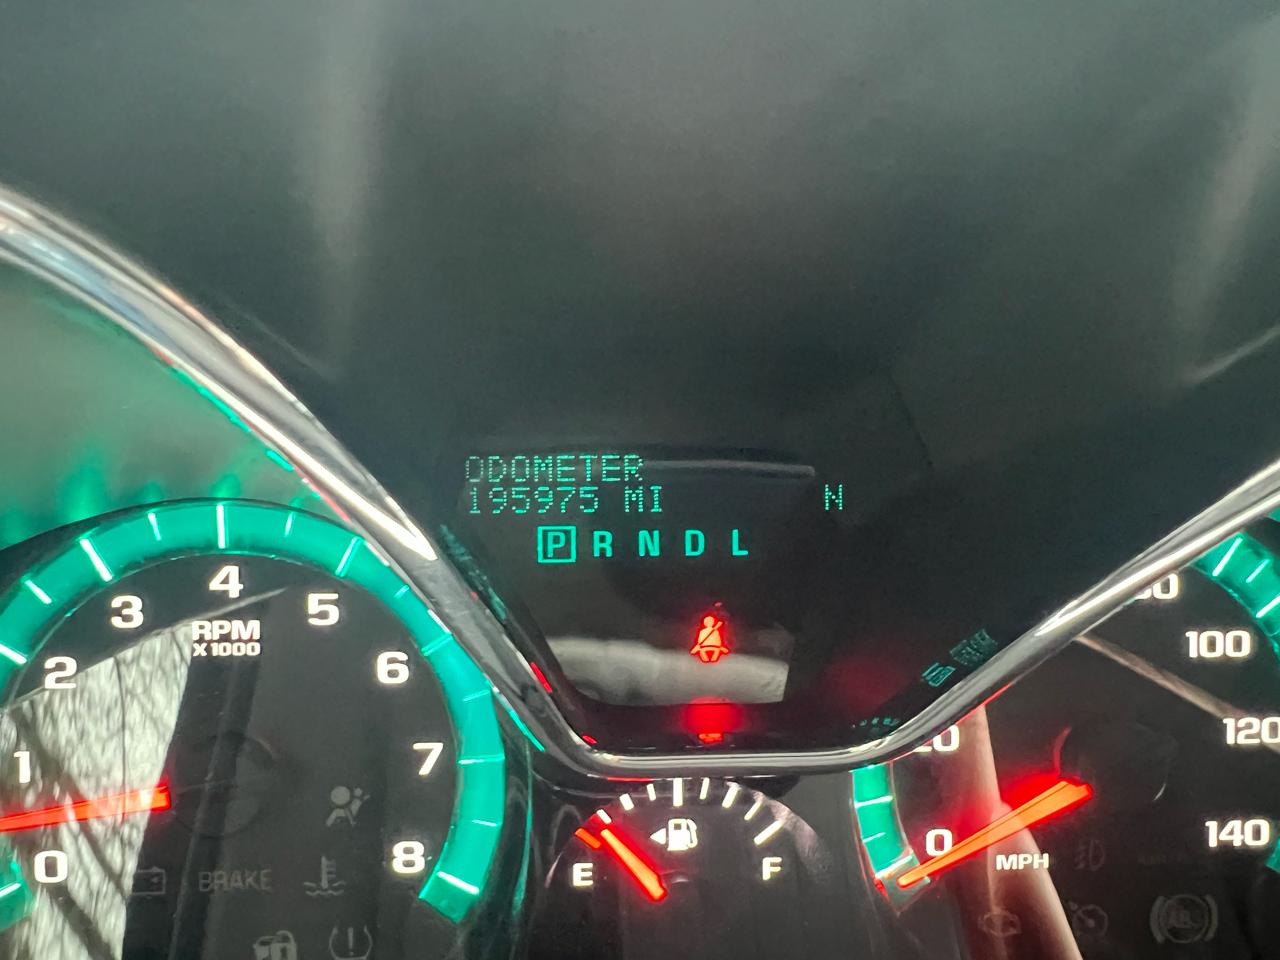 ODOMETER
195975 MI N
P R N D L
4
3 5
RPM
X1000
2 6
1 7
0 8
BRAKE
E F
20
0
MPH
100
120
140